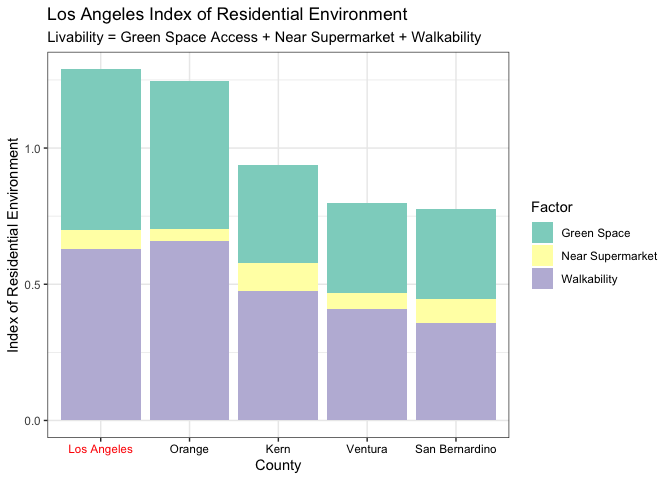 Los Angeles Index of Residential Environment
Livability = Green Space Access + Near Supermarket + Walkability
Index of Residential Environment
1.0
0.5
0.0
Los Angeles Orange Kern Ventura San Bernardino
County
Factor
Green Space
Near Supermarket
Walkability